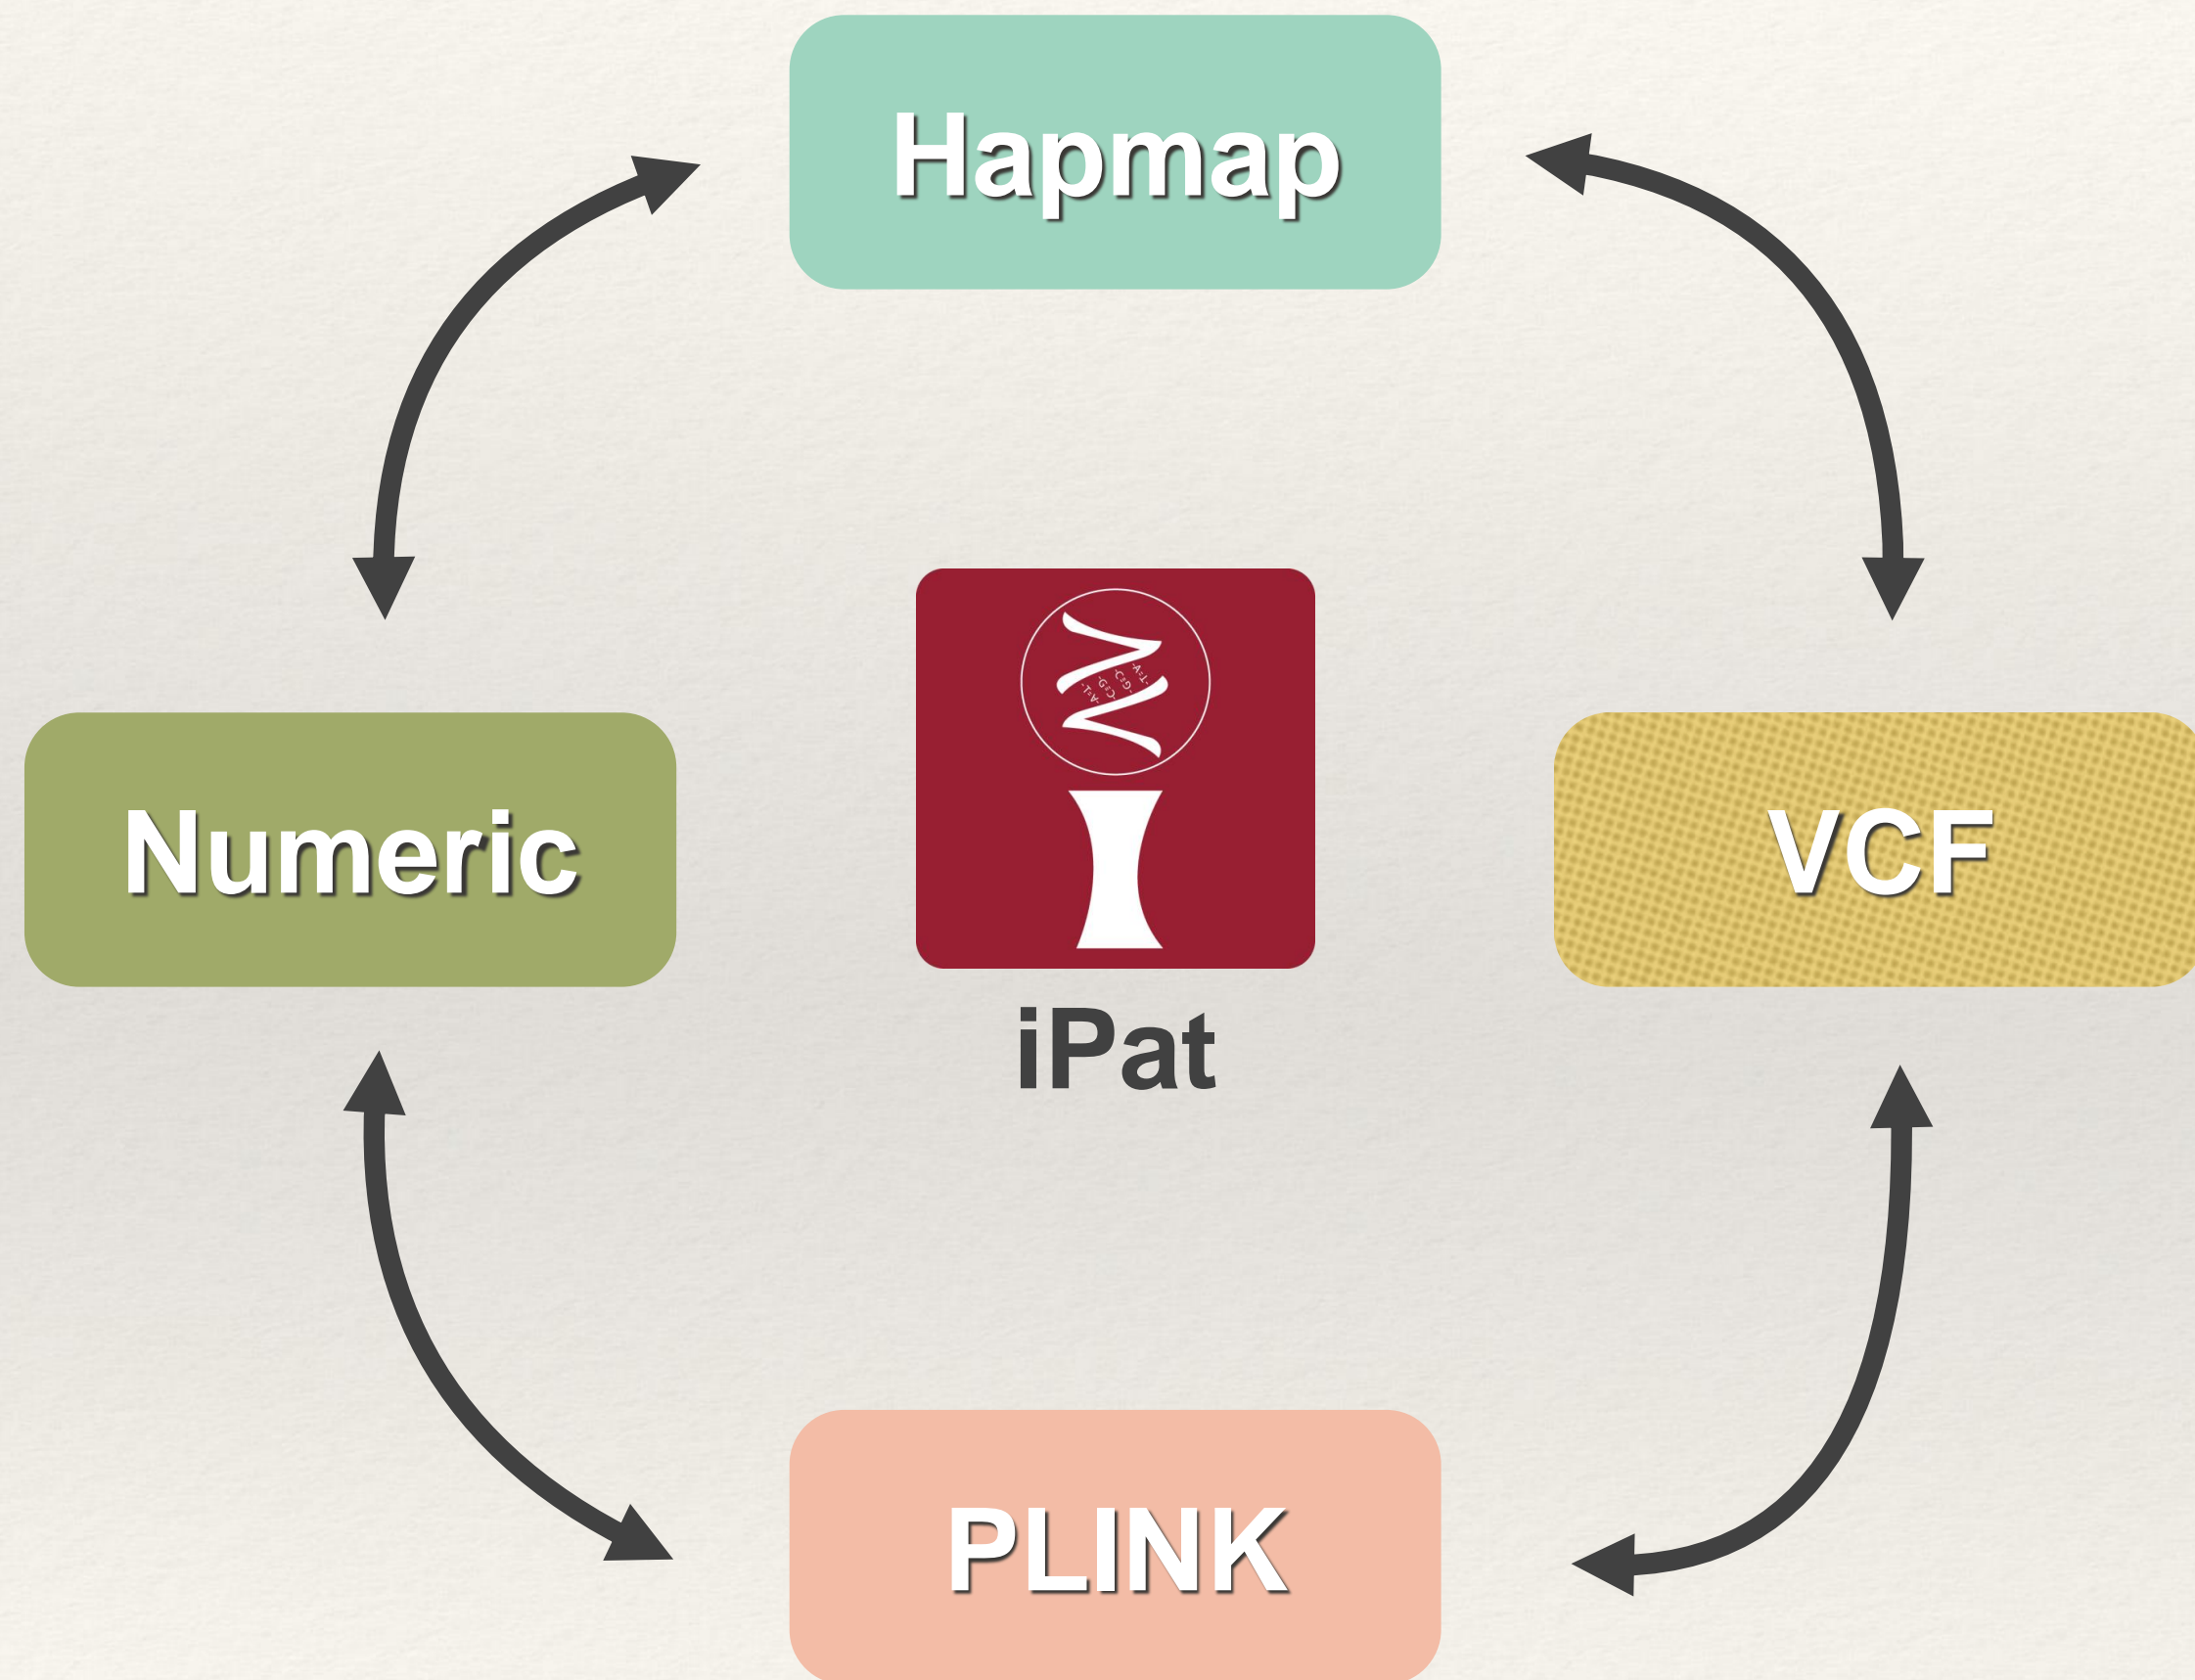 Hapmap
-A=T-
-C=G-
-G=C-
-T=A-
Numeric
VCF
iPat
PLINK